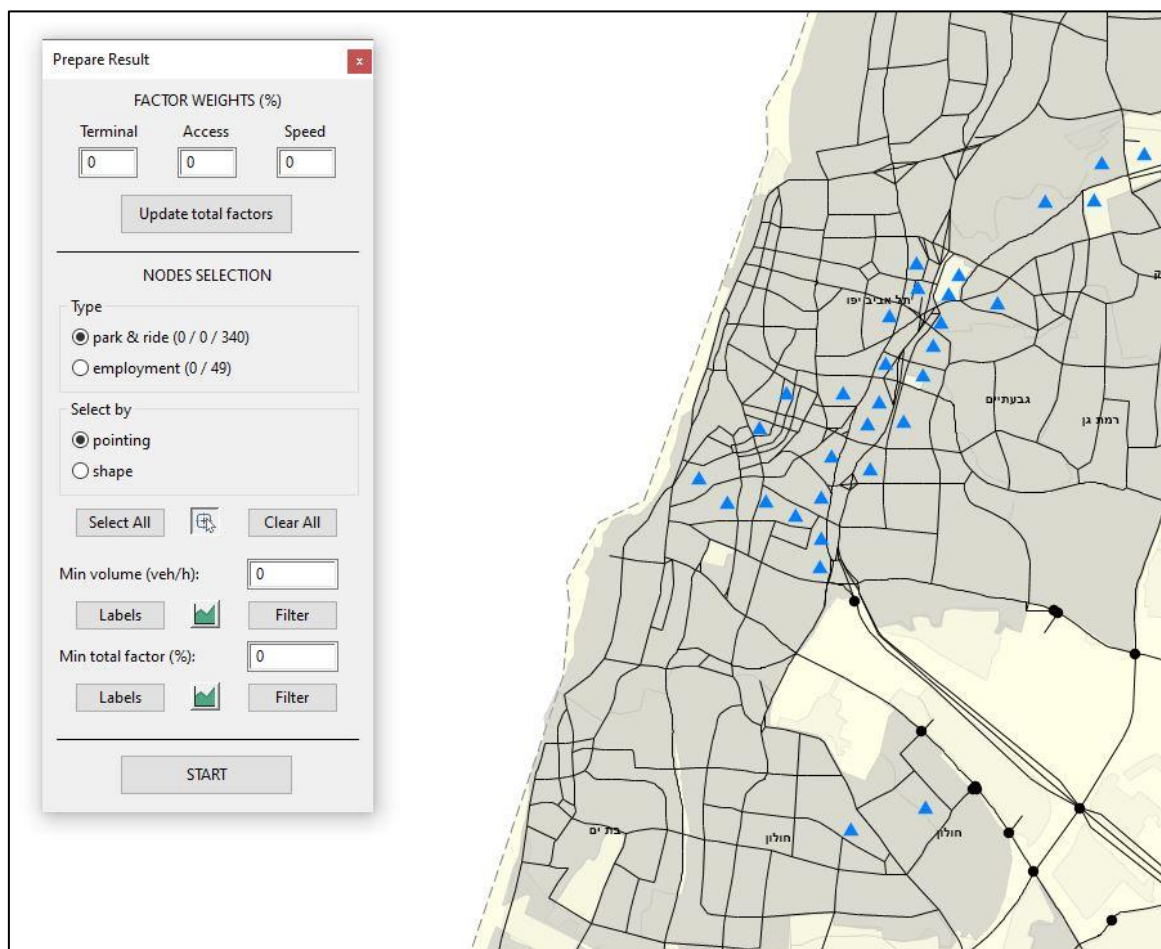 Prepare Result
x
FACTOR WEIGHTS (%)
Terminal Access Speed
0 0 0
Update total factors
NODES SELECTION
Type
park & ride (0 / 0 / 340)
employment (0 / 49)
Select by
pointing
shape
Select All Clear All
Min volume (veh/h): 0
Labels Filter
Min total factor (%): 0
Labels Filter
START
תל אביב יפו
גבעתיים
רמת גן
בת ים
חולון
חולון